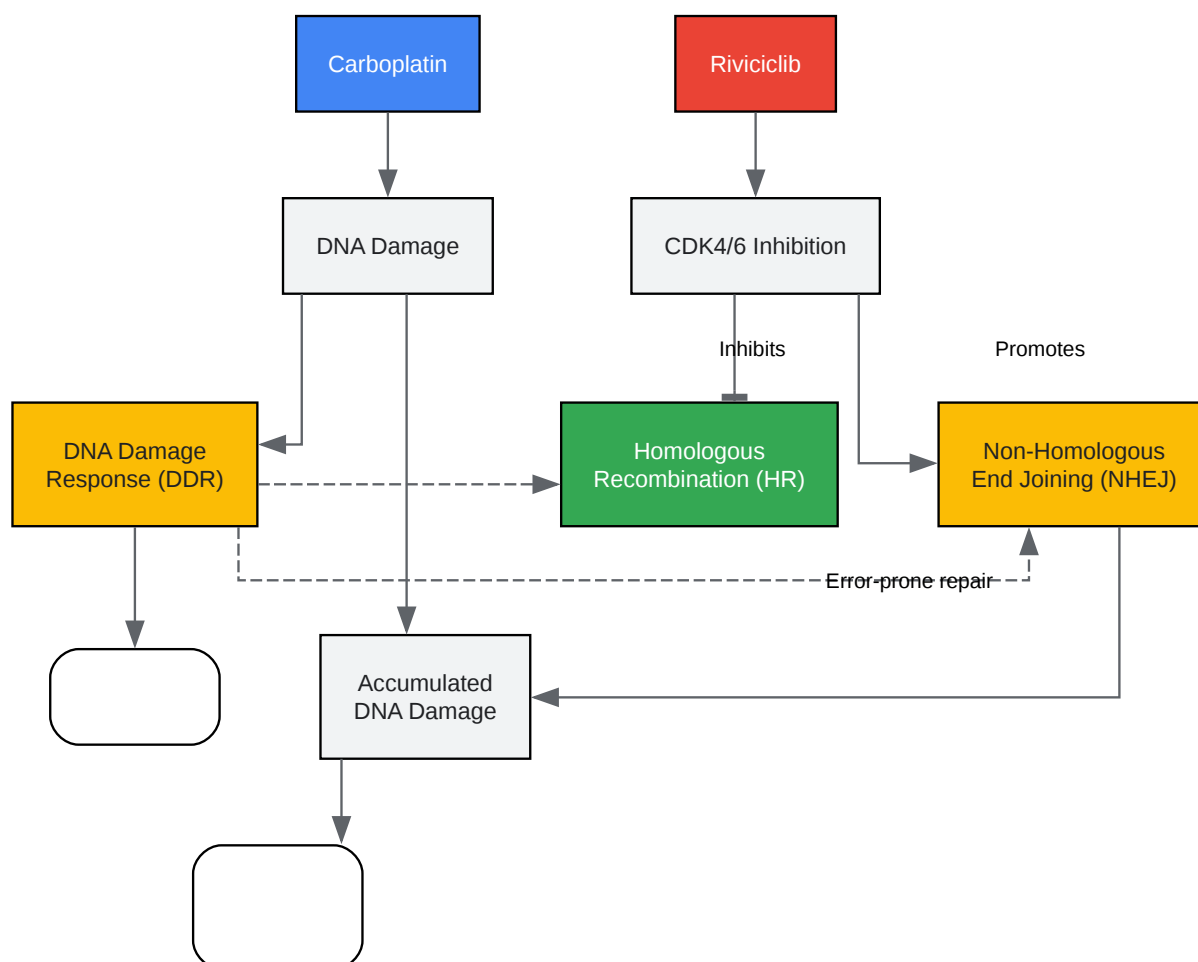 Carboplatin
Riviciclib
DNA Damage
CDK4/6 Inhibition
Inhibits
Promotes
DNA Damage
Response (DDR)
Homologous
Recombination (HR)
Non-Homologous
End Joining (NHEJ)
Error-prone repair
Accumulated
DNA Damage